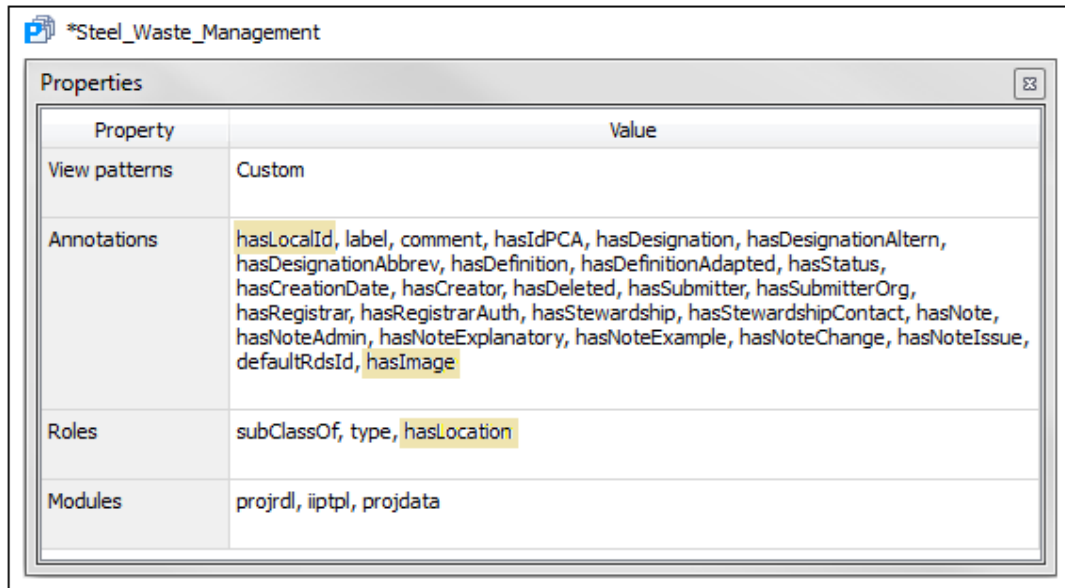 *Steel_Waste_Management
Properties
Property Value
View patterns Custom
Annotations hasLocalId, label, comment, hasIdPCA, hasDesignation, hasDesignationAltern,
hasDesignationAbbrev, hasDefinition, hasDefinitionAdapted, hasStatus,
hasCreationDate, hasCreator, hasDeleted, hasSubmitter, hasSubmitterOrg,
hasRegistrar, hasRegistrarAuth, hasStewardship, hasStewardshipContact, hasNote,
hasNoteAdmin, hasNoteExplanatory, hasNoteExample, hasNoteChange, hasNoteIssue,
defaultRdsId, hasImage
Roles subClassOf, type, hasLocation
Modules projrdl, iiptpl, projdata